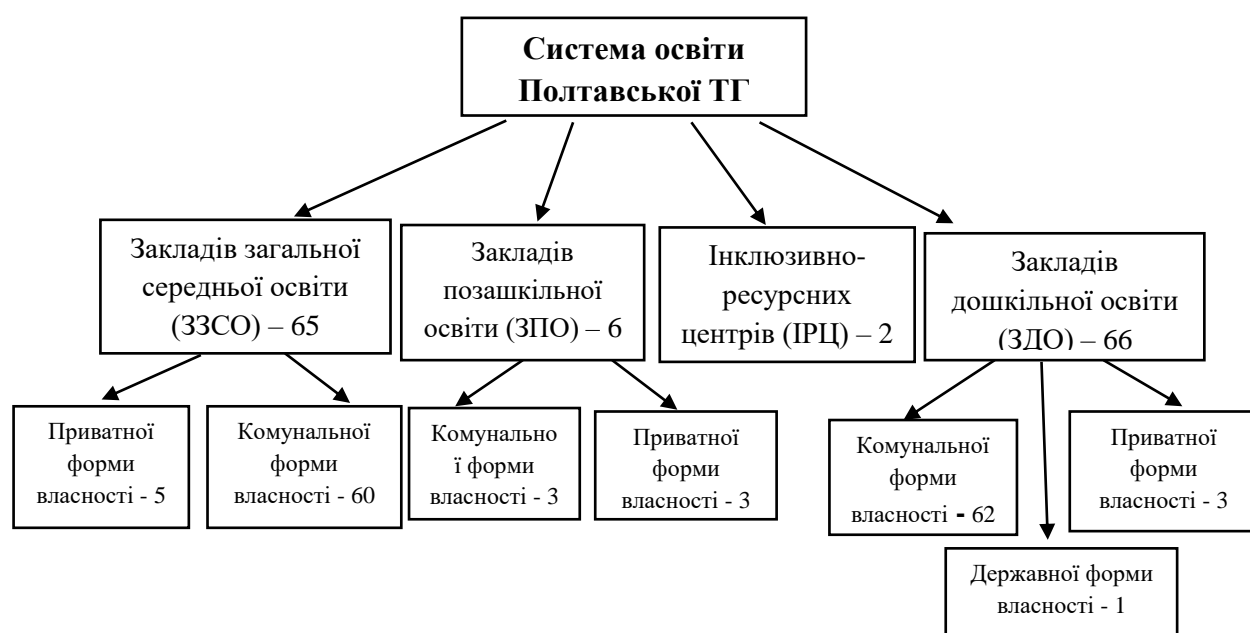 Система освіти
Полтавської ТГ
Закладів загальної
середньої освіти
(ЗЗСО) – 65
Закладів
позашкільної
освіти (ЗПО) – 6
Інклюзивно-
ресурсних
центрів (ІРЦ) – 2
Закладів
дошкільної освіти
(ЗДО) – 66
Приватної
форми
власності - 5
Комунальної
форми
власності - 60
Комунально
ї форми
власності - 3
Приватної
форми
власності - 3
Комунальної
форми
власності - 62
Приватної
форми
власності - 3
Державної форми
власності - 1